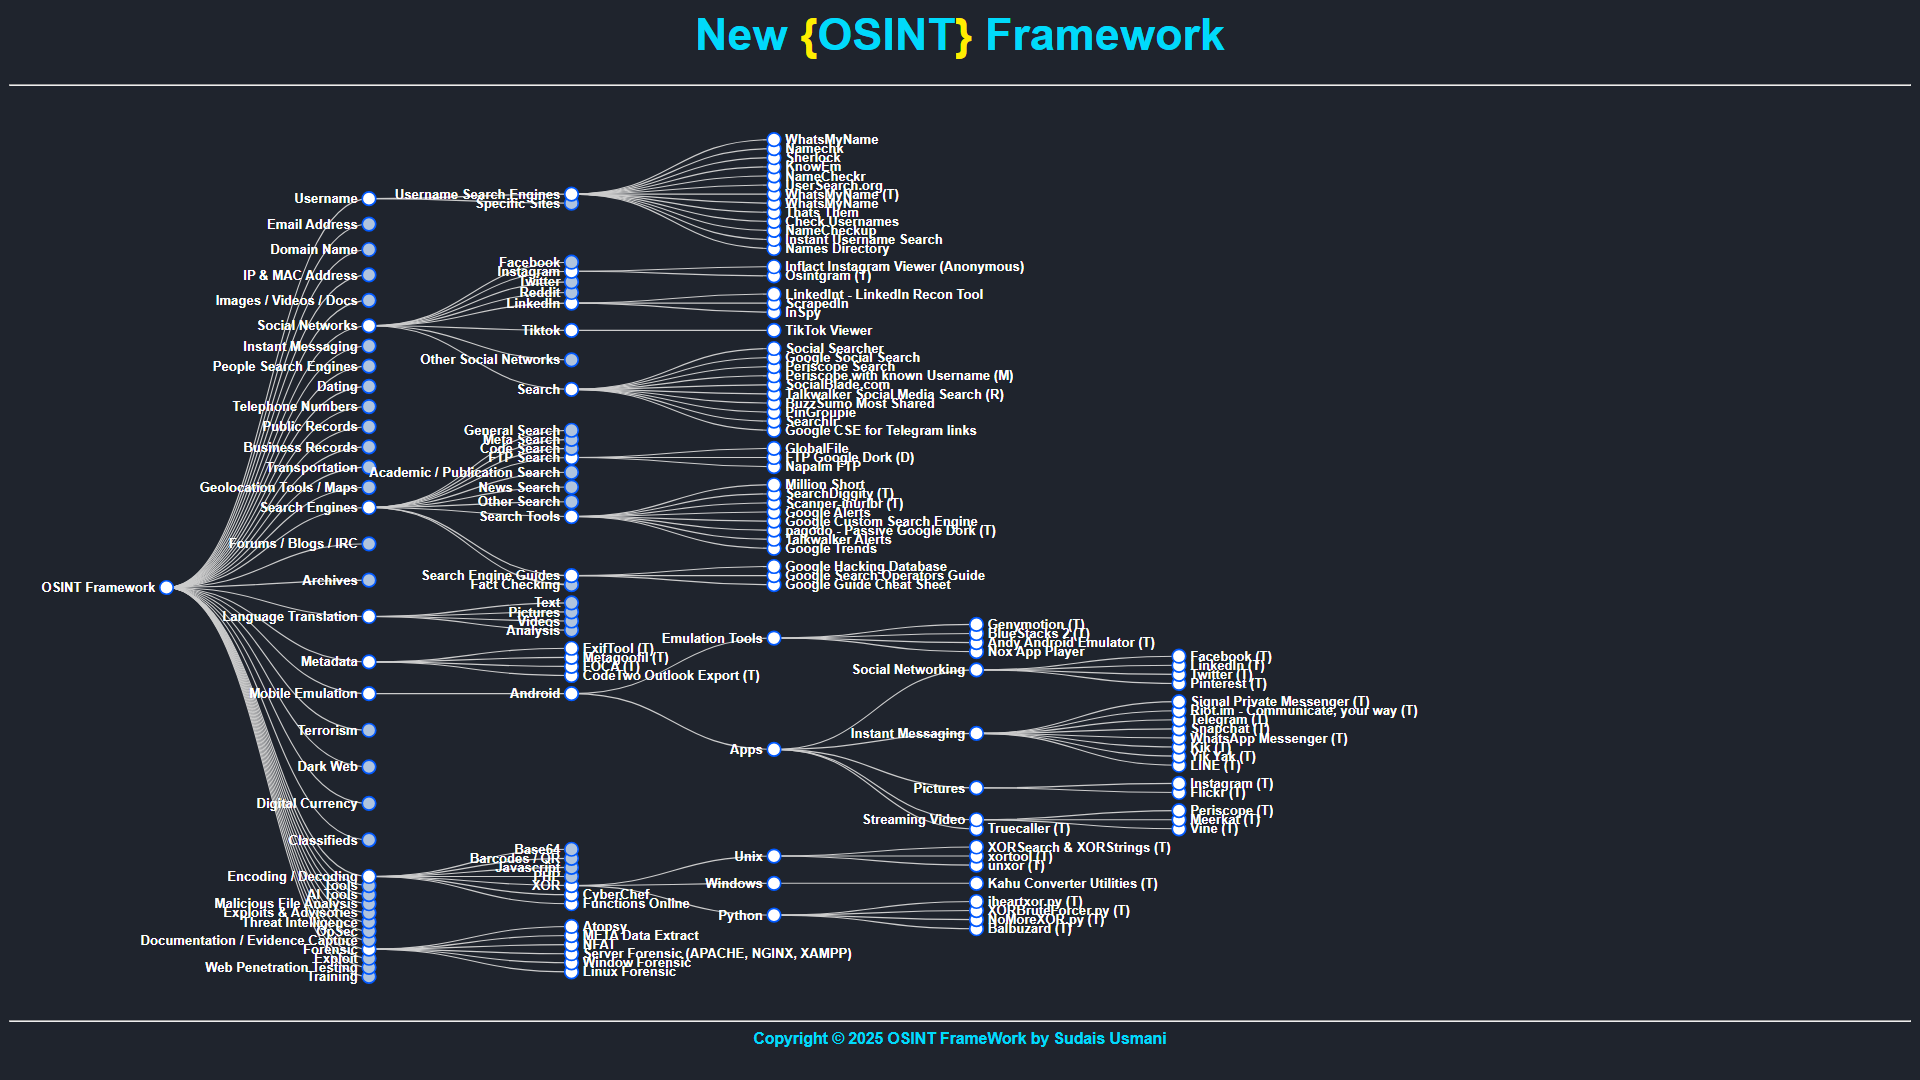 New {OSINT} Framework
OSINT Framework
Username
Email Address
Domain Name
IP & MAC Address
Images / Videos / Docs
Social Networks
Instant Messaging
People Search Engines
Dating
Telephone Numbers
Public Records
Business Records
Transportation
Geolocation Tools / Maps
Search Engines
Forums / Blogs / IRC
Archives
Language Translation
Metadata
Mobile Emulation
Terrorism
Dark Web
Digital Currency
Classifieds
Encoding / Decoding
Tools
AI Tools
Malicious File Analysis
Exploits & Advisories
Threat Intelligence
OpSec
Documentation / Evidence Capture
Forensic
Exploit
Web Penetration Testing
Training
Username Search Engines
Specific Sites
Facebook
Instagram
Twitter
Reddit
LinkedIn
Tiktok
Other Social Networks
Search
General Search
Meta Search
Code Search
FTP Search
Academic / Publication Search
News Search
Other Search
Search Tools
Search Engine Guides
Fact Checking
Text
Pictures
Videos
Analysis
ExifTool (T)
Metagoofil (T)
FOCA (T)
CodeTwo Outlook Export (T)
Android
Base64
Barcodes / QR
Javascript
PHP
XOR
CyberChef
Functions Online
Atopsy
META Data Extract
NFAT
Server Forensic (APACHE, NGINX, XAMPP)
Window Forensic
Linux Forensic
WhatsMyName
Namechk
Sherlock
KnowEm
NameCheckr
UserSearch.org
WhatsMyName (T)
WhatsMyName
Thats Them
Check Usernames
NameCheckup
Instant Username Search
Names Directory
Inflact Instagram Viewer (Anonymous)
Osintgram (T)
LinkedInt - LinkedIn Recon Tool
ScrapedIn
InSpy
TikTok Viewer
Social Searcher
Google Social Search
Periscope Search
Periscope with known Username (M)
SocialBlade.com
Talkwalker Social Media Search (R)
BuzzSumo Most Shared
PinGroupie
Searchir
Google CSE for Telegram links
GlobalFile
FTP Google Dork (D)
Napalm FTP
Million Short
SearchDiggity (T)
Scanner-inurlbr (T)
Google Alerts
Google Custom Search Engine
pagodo - Passive Google Dork (T)
Talkwalker Alerts
Google Trends
Google Hacking Database
Google Search Operators Guide
Google Guide Cheat Sheet
Emulation Tools
Apps
Unix
Windows
Python
Genymotion (T)
BlueStacks 2 (T)
Andy Android Emulator (T)
Nox App Player
Social Networking
Instant Messaging
Pictures
Streaming Video
Truecaller (T)
XORSearch & XORStrings (T)
xortool (T)
unxor (T)
Kahu Converter Utilities (T)
iheartxor.py (T)
XORBruteForcer.py (T)
NoMoreXOR.py (T)
Balbuzard (T)
Facebook (T)
LinkedIn (T)
Twitter (T)
Pinterest (T)
Signal Private Messenger (T)
Riot.im - Communicate, your way (T)
Telegram (T)
Snapchat (T)
WhatsApp Messenger (T)
Kik (T)
Yik Yak (T)
LINE (T)
Instagram (T)
Flickr (T)
Periscope (T)
Meerkat (T)
Vine (T)
Copyright © 2025 OSINT FrameWork by Sudais Usmani